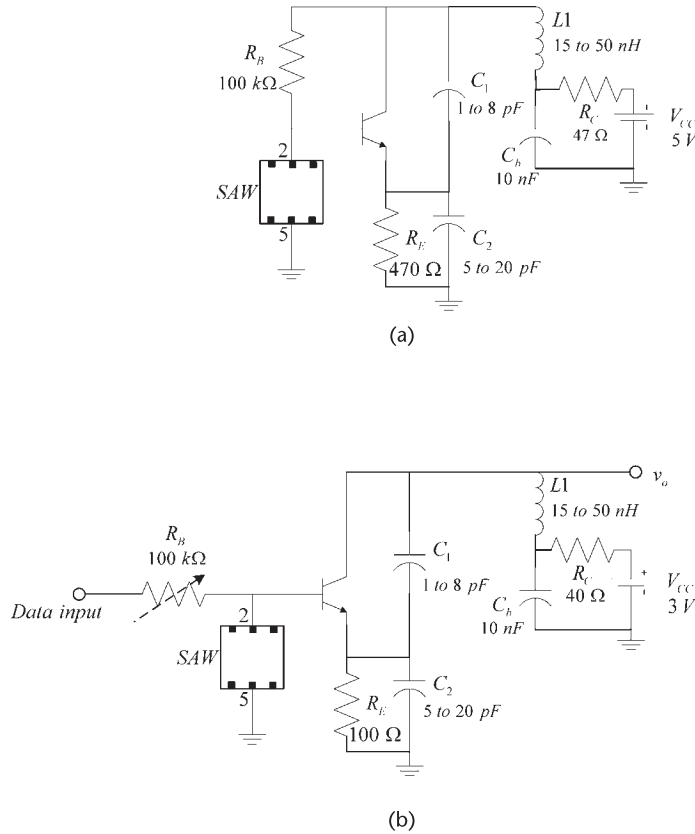 L1
15 to 50 nH
R_B
100 kΩ
C_1
1 to 8 pF
R_C
47 Ω
V_CC
5 V
C_b
10 nF
2
SAW
5
R_E
470 Ω
C_2
5 to 20 pF
(a)
v_o
L1
15 to 50 nH
R_B
100 kΩ
C_1
1 to 8 pF
R_C
40 Ω
V_CC
3 V
C_b
10 nF
Data input
2
SAW
5
R_E
100 Ω
C_2
5 to 20 pF
(b)